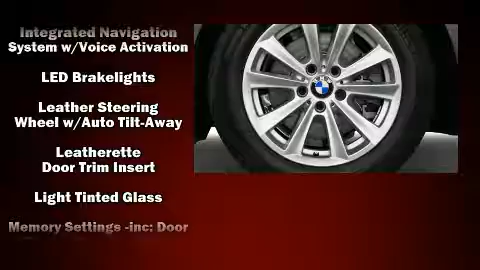 Integrated Navigation
System w/Voice Activation
LED Brakelights
Leather Steering
Wheel w/Auto Tilt-Away
Leatherette
Door Trim Insert
Light Tinted Glass
Memory Settings -inc: Door